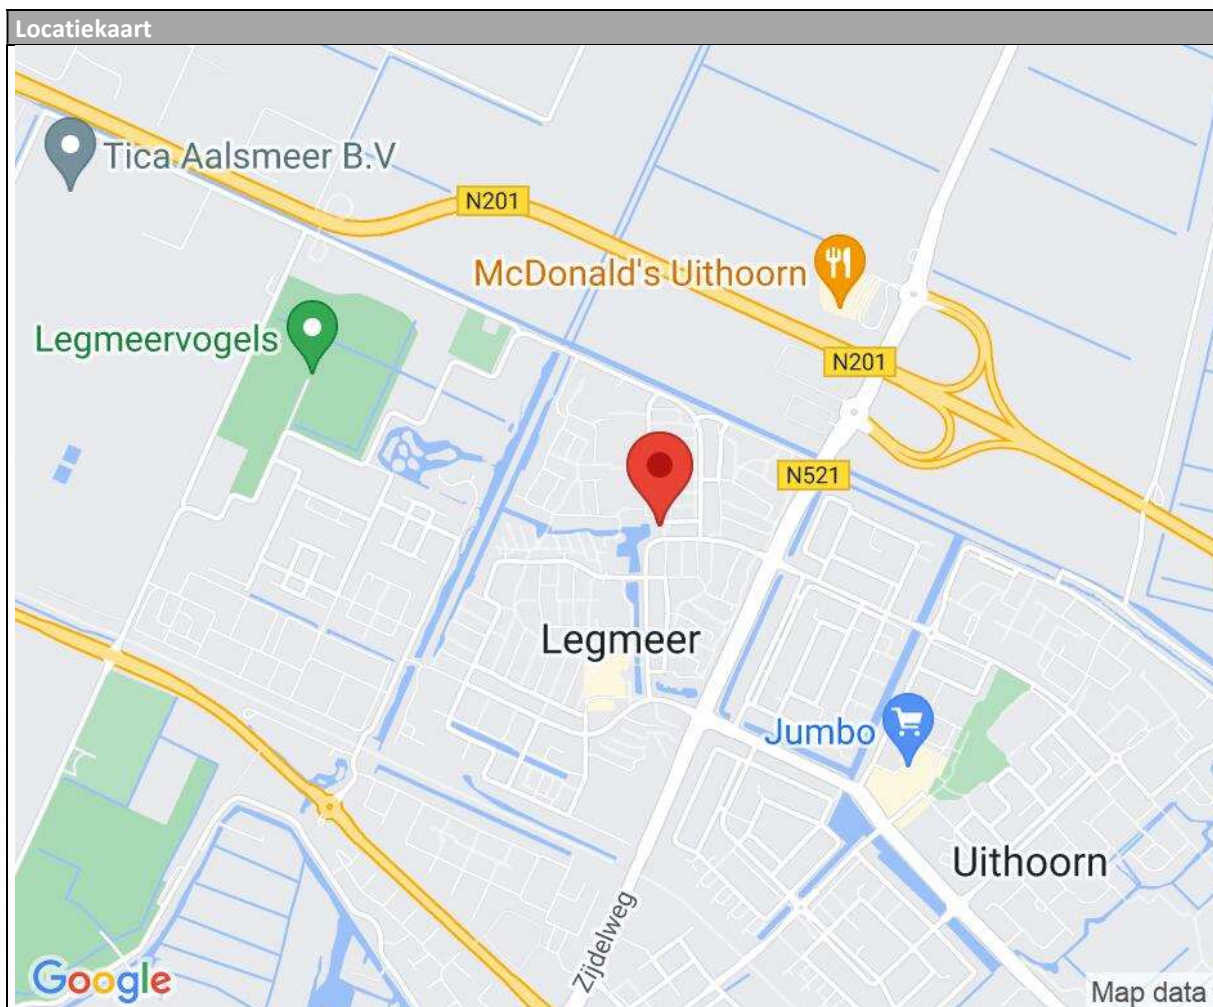 Locatiekaart
Tica Aalsmeer B.V
N201
McDonald's Uithoorn
Legmeervogels
N201
N521
Legmeer
Jumbo
Uithoorn
Zijdelweg
Google
Map data